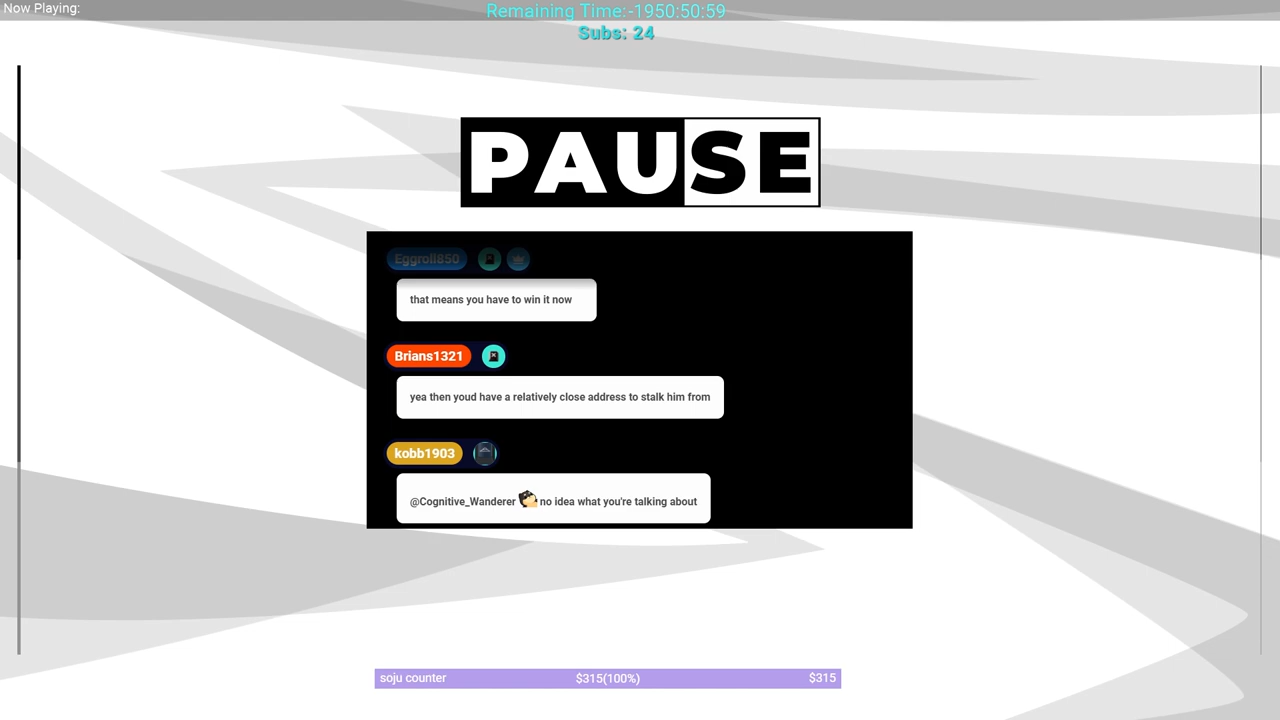 Now Playing:
Remaining Time:-1950:50:59
Subs: 24
PAUSE
Eggroll850
that means you have to win it now
Brians1321
yea then youd have a relatively close address to stalk him from
kobb1903
@Cognitive_Wanderer no idea what you're talking about
soju counter $315(100%) $315